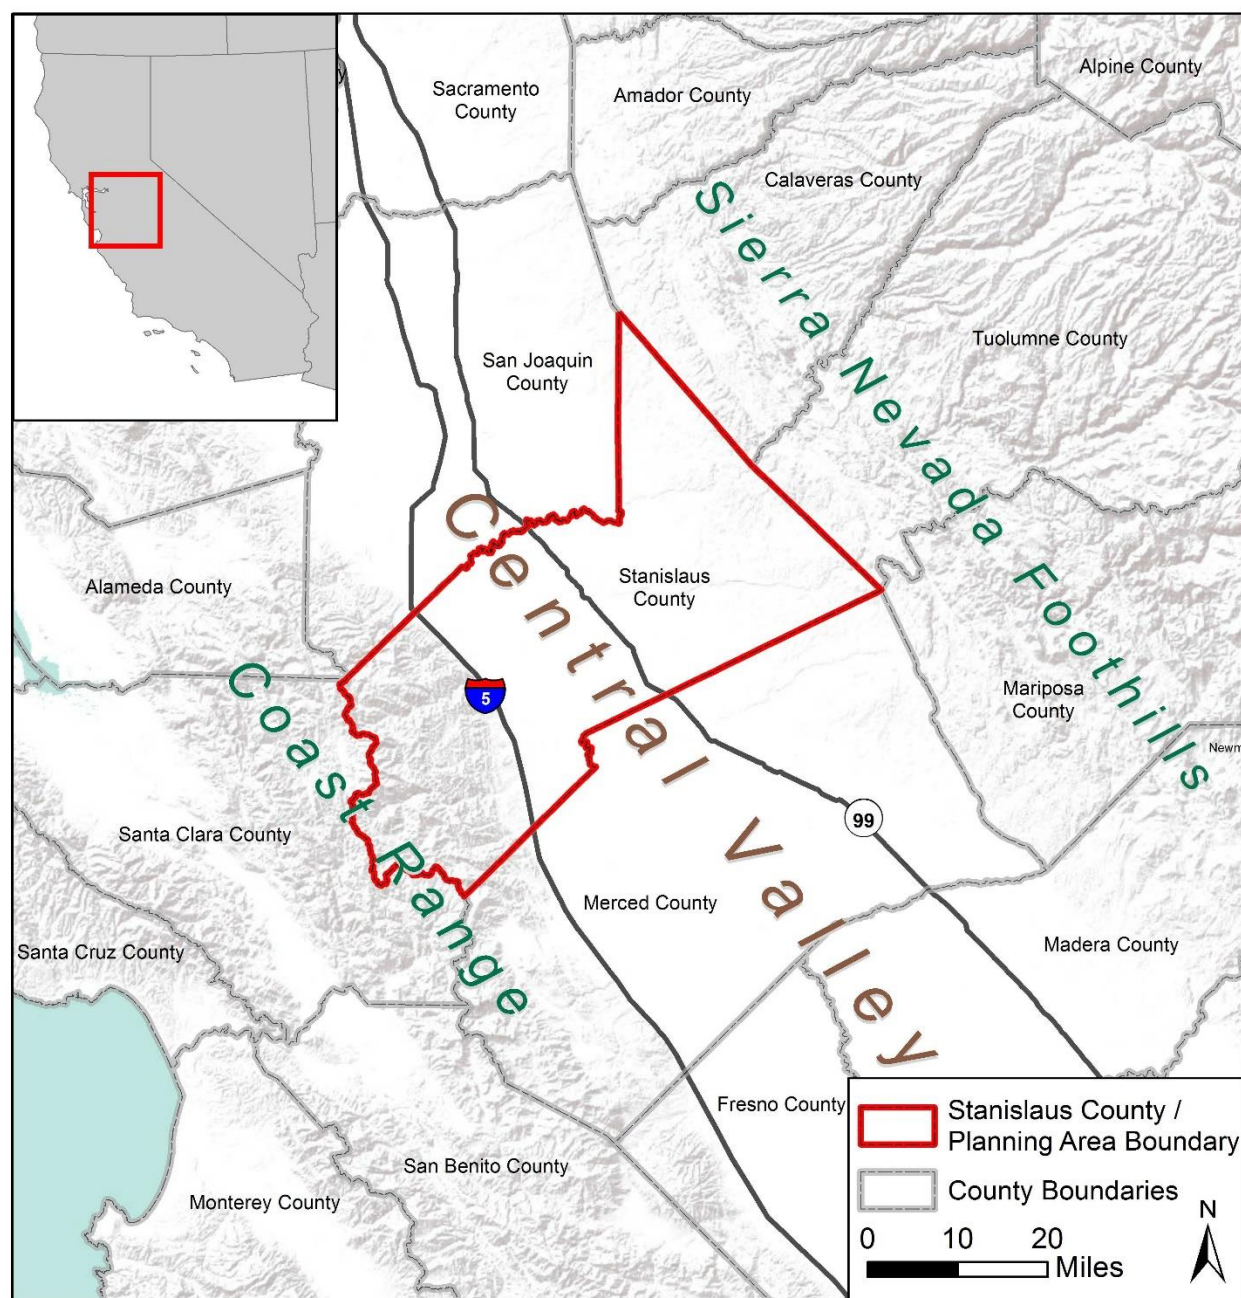 Alpine County
Sacramento
County
Amador County
y
Calaveras County
Sierra Nevada Foothills
Tuolumne County
San Joaquin
County
Central Valley
Alameda County
Stanislaus
County
Coast Range
5
Mariposa
County
Newm
99
Santa Clara County
Merced County
Santa Cruz County
Madera County
Fresno County
San Benito County
Monterey County
Stanislaus County /
Planning Area Boundary
County Boundaries
N
0 10 20
Miles